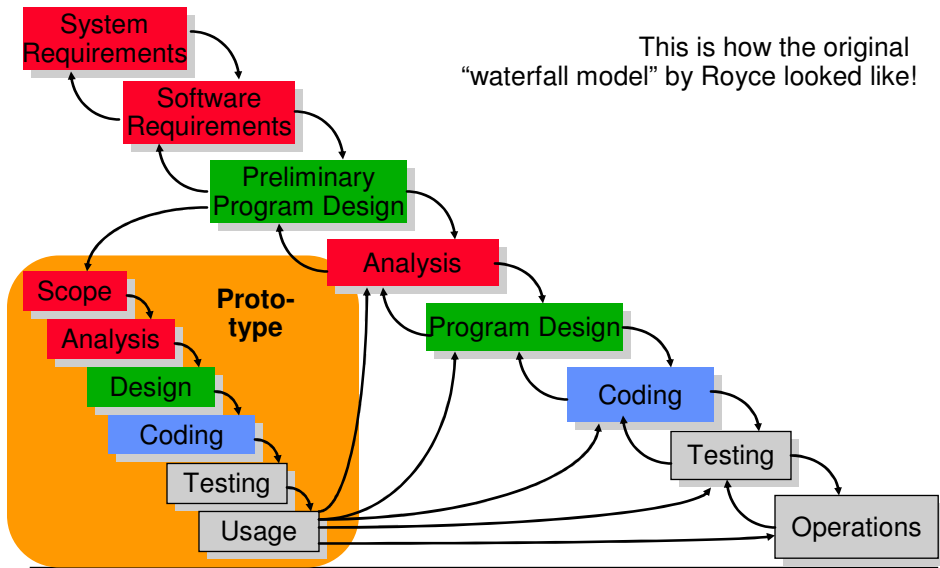 System
Requirements
This is how the original
“waterfall model” by Royce looked like!
Software
Requirements
Preliminary
Program Design
Analysis
Program Design
Coding
Testing
Operations
Proto-
type
Scope
Analysis
Design
Coding
Testing
Usage